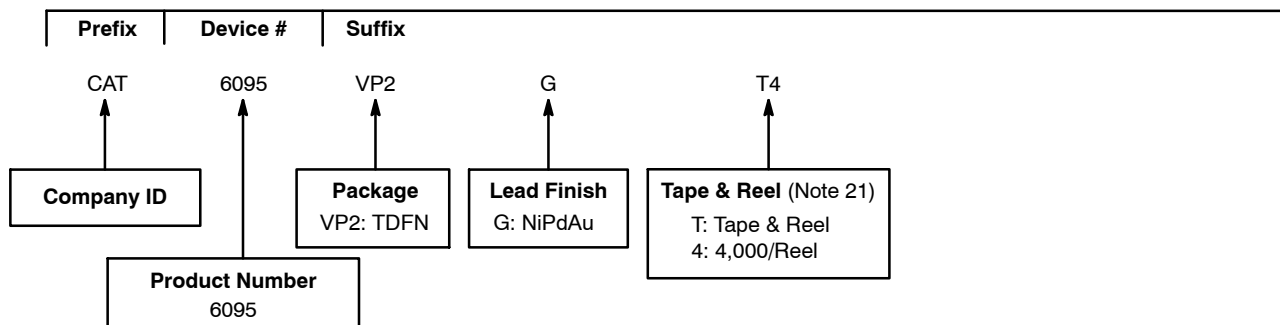 Prefix Device # Suffix
CAT 6095 VP2 G T4
Company ID
Package
VP2: TDFN
Lead Finish
G: NiPdAu
Tape & Reel (Note 21)
T: Tape & Reel
4: 4,000/Reel
Product Number
6095